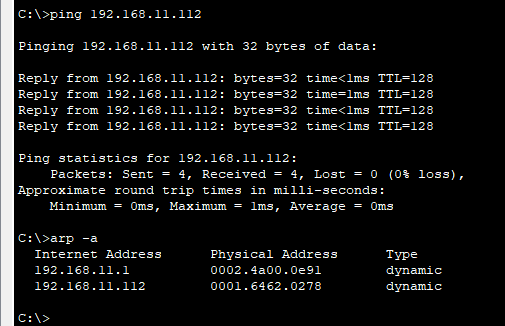 C:\>ping 192.168.11.112
Pinging 192.168.11.112 with 32 bytes of data:
Reply from 192.168.11.112: bytes=32 time<1ms TTL=128
Reply from 192.168.11.112: bytes=32 time=1ms TTL=128
Reply from 192.168.11.112: bytes=32 time<1ms TTL=128
Reply from 192.168.11.112: bytes=32 time<1ms TTL=128
Ping statistics for 192.168.11.112:
    Packets: Sent = 4, Received = 4, Lost = 0 (0% loss),
Approximate round trip times in milli-seconds:
    Minimum = 0ms, Maximum = 1ms, Average = 0ms
C:\>arp -a
  Internet Address      Physical Address      Type
  192.168.11.1          0002.4a00.0e91        dynamic
  192.168.11.112        0001.6462.0278        dynamic
C:\>